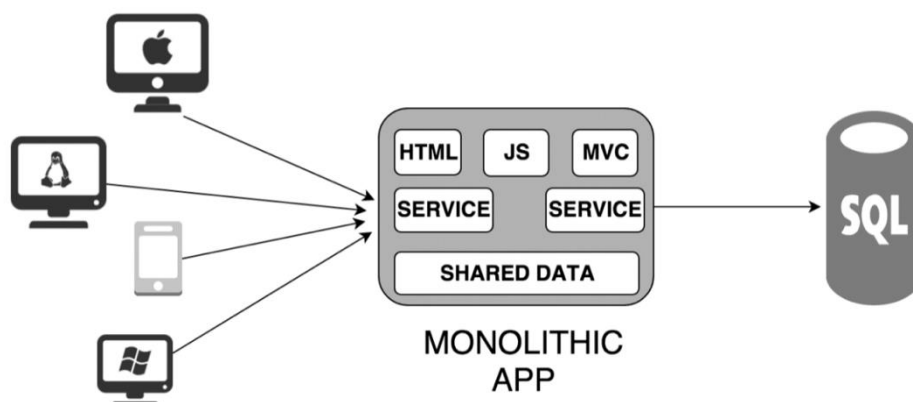 HTML
JS
MVC
SERVICE
SERVICE
SHARED DATA
MONOLITHIC
APP
SQL